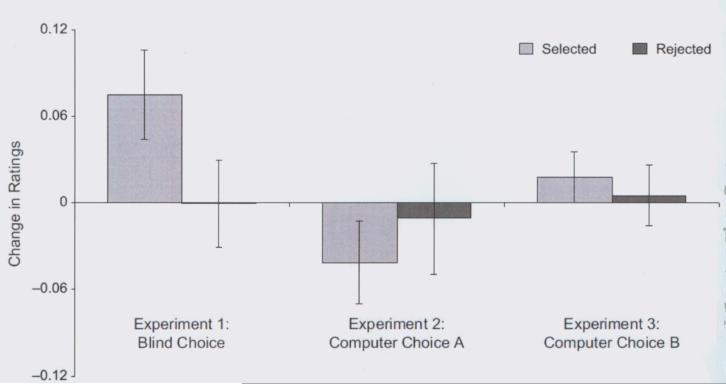 0.12
Selected
Rejected
0.06
Change in Ratings
0
–0.06
Experiment 1:
Blind Choice
Experiment 2:
Computer Choice A
Experiment 3:
Computer Choice B
–0.12